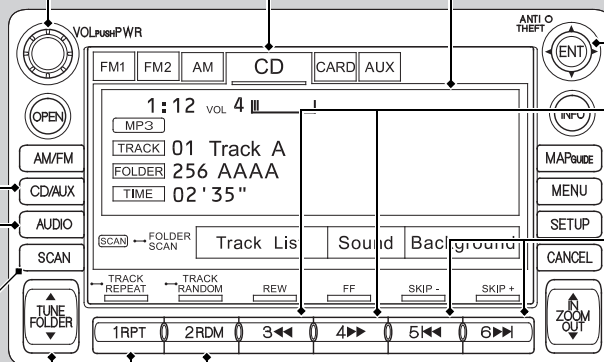 VOL PUSH PWR
ANTI THEFT
FM1 FM2 AM CD CARD AUX
ENT
1:12 VOL 4
OPEN
INFO
MP3
AM/FM
TRACK 01 Track A
MAP GUIDE
FOLDER 256 AAAA
CD/AUX
TIME 02'35"
MENU
AUDIO
SETUP
SCAN FOLDER SCAN
Track List Sound Background
SCAN
CANCEL
TRACK REPEAT
TRACK RANDOM
REW
FF
SKIP -
SKIP +
TUNE FOLDER
IN ZOOM OUT
1RPT 2RDM 3◀◀ 4▶▶ 5|◀◀ 6▶▶|